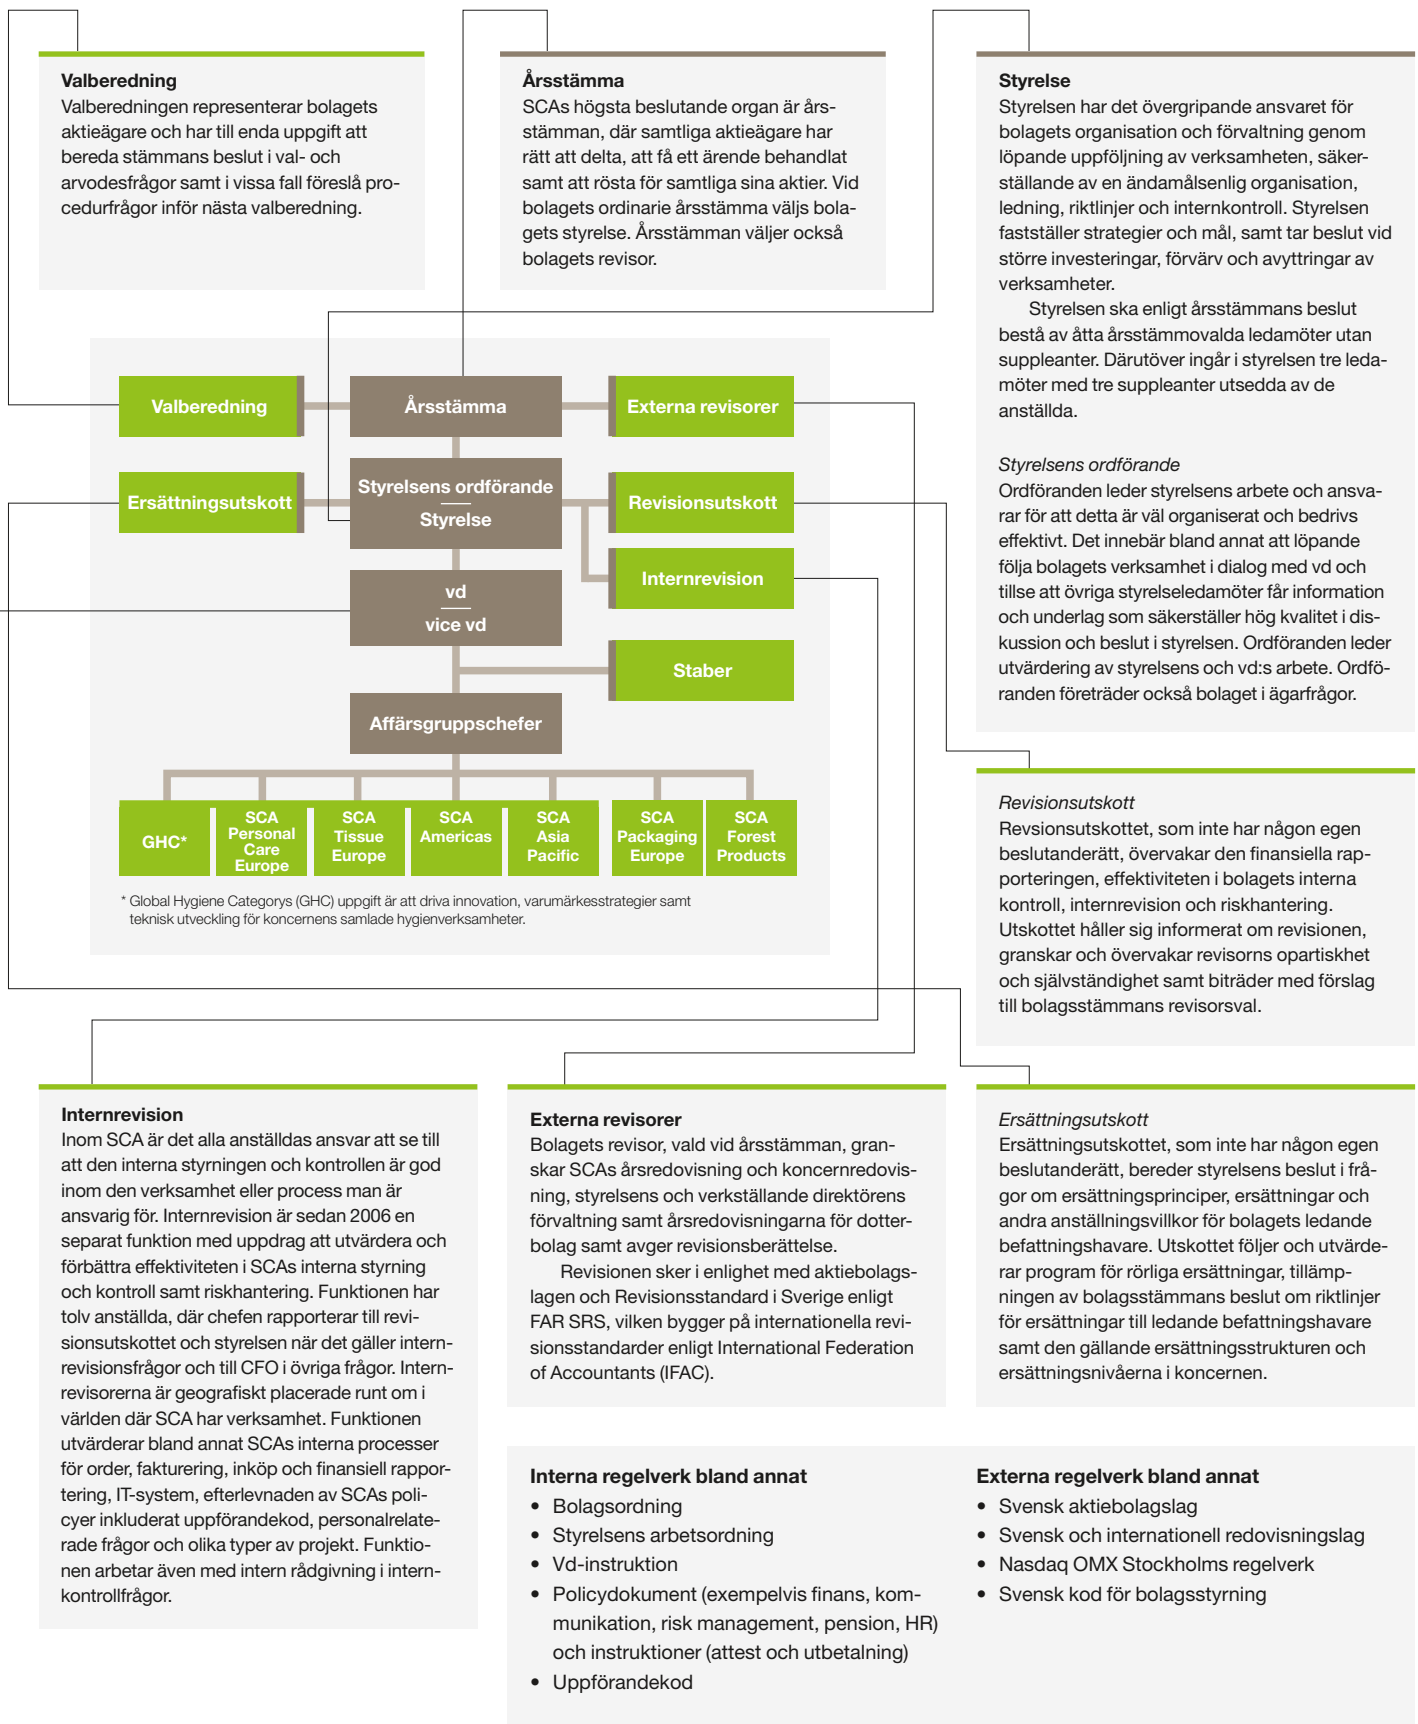 Valberedning
Valberedningen representerar bolagets
aktieägare och har till enda uppgift att
bereda stämmans beslut i val- och
arvodesfrågor samt i vissa fall föreslå pro-
cedurfrågor inför nästa valberedning.
Årsstämma
SCAs högsta beslutande organ är års-
stämman, där samtliga aktieägare har
rätt att delta, att få ett ärende behandlat
samt att rösta för samtliga sina aktier. Vid
bolagets ordinarie årsstämma väljs bola-
gets styrelse. Årsstämman väljer också
bolagets revisor.
Styrelse
Styrelsen har det övergripande ansvaret för
bolagets organisation och förvaltning genom
löpande uppföljning av verksamheten, säker-
ställande av en ändamålsenlig organisation,
ledning, riktlinjer och internkontroll. Styrelsen
fastställer strategier och mål, samt tar beslut vid
större investeringar, förvärv och avyttringar av
verksamheter.
Styrelsen ska enligt årsstämmans beslut
bestå av åtta årsstämmovalda ledamöter utan
suppleanter. Därutöver ingår i styrelsen tre leda-
möter med tre suppleanter utsedda av de
anställda.
Styrelsens ordförande
Ordföranden leder styrelsens arbete och ansva-
rar för att detta är väl organiserat och bedrivs
effektivt. Det innebär bland annat att löpande
följa bolagets verksamhet i dialog med vd och
tillse att övriga styrelseledamöter får information
och underlag som säkerställer hög kvalitet i dis-
kussion och beslut i styrelsen. Ordföranden leder
utvärdering av styrelsens och vd:s arbete. Ordfö-
randen företräder också bolaget i ägarfrågor.
Valberedning
Årsstämma
Externa revisorer
Ersättningsutskott
Styrelsens ordförande
Styrelse
Revisionsutskott
Internrevision
vd
vice vd
Staber
Affärsgruppschefer
GHC*
SCA
Personal
Care
Europe
SCA
Tissue
Europe
SCA
Americas
SCA
Asia
Pacific
SCA
Packaging
Europe
SCA
Forest
Products
* Global Hygiene Categorys (GHC) uppgift är att driva innovation, varumärkesstrategier samt
teknisk utveckling för koncernens samlade hygienverksamheter.
Revisionsutskott
Revsionsutskottet, som inte har någon egen
beslutanderätt, övervakar den finansiella rap-
porteringen, effektiviteten i bolagets interna
kontroll, internrevision och riskhantering.
Utskottet håller sig informerat om revisionen,
granskar och övervakar revisorns opartiskhet
och självständighet samt biträder med förslag
till bolagsstämmans revisorsval.
Internrevision
Inom SCA är det alla anställdas ansvar att se till
att den interna styrningen och kontrollen är god
inom den verksamhet eller process man är
ansvarig för. Internrevision är sedan 2006 en
separat funktion med uppdrag att utvärdera och
förbättra effektiviteten i SCAs interna styrning
och kontroll samt riskhantering. Funktionen har
tolv anställda, där chefen rapporterar till revi-
sionsutskottet och styrelsen när det gäller intern-
revisionsfrågor och till CFO i övriga frågor. Intern-
revisorerna är geografiskt placerade runt om i
världen där SCA har verksamhet. Funktionen
utvärderar bland annat SCAs interna processer
för order, fakturering, inköp och finansiell rappor-
tering, IT-system, efterlevnaden av SCAs poli-
cyer inkluderat uppförandekod, personalrelate-
rade frågor och olika typer av projekt. Funktio-
nen arbetar även med intern rådgivning i intern-
kontrollfrågor.
Externa revisorer
Bolagets revisor, vald vid årsstämman, gran-
skar SCAs årsredovisning och koncernredovis-
ning, styrelsens och verkställande direktörens
förvaltning samt årsredovisningarna för dotter-
bolag samt avger revisionsberättelse.
Revisionen sker i enlighet med aktiebolags-
lagen och Revisionsstandard i Sverige enligt
FAR SRS, vilken bygger på internationella revi-
sionsstandarder enligt International Federation
of Accountants (IFAC).
Ersättningsutskott
Ersättningsutskottet, som inte har någon egen
beslutanderätt, bereder styrelsens beslut i frå-
gor om ersättningsprinciper, ersättningar och
andra anställningsvillkor för bolagets ledande
befattningshavare. Utskottet följer och utvärde-
rar program för rörliga ersättningar, tillämp-
ningen av bolagsstämmans beslut om riktlinjer
för ersättningar till ledande befattningshavare
samt den gällande ersättningsstrukturen och
ersättningsnivåerna i koncernen.
Interna regelverk bland annat
• Bolagsordning
• Styrelsens arbetsordning
• Vd-instruktion
• Policydokument (exempelvis finans, kom-
munikation, risk management, pension, HR)
och instruktioner (attest och utbetalning)
• Uppförandekod
Externa regelverk bland annat
• Svensk aktiebolagslag
• Svensk och internationell redovisningslag
• Nasdaq OMX Stockholms regelverk
• Svensk kod för bolagsstyrning